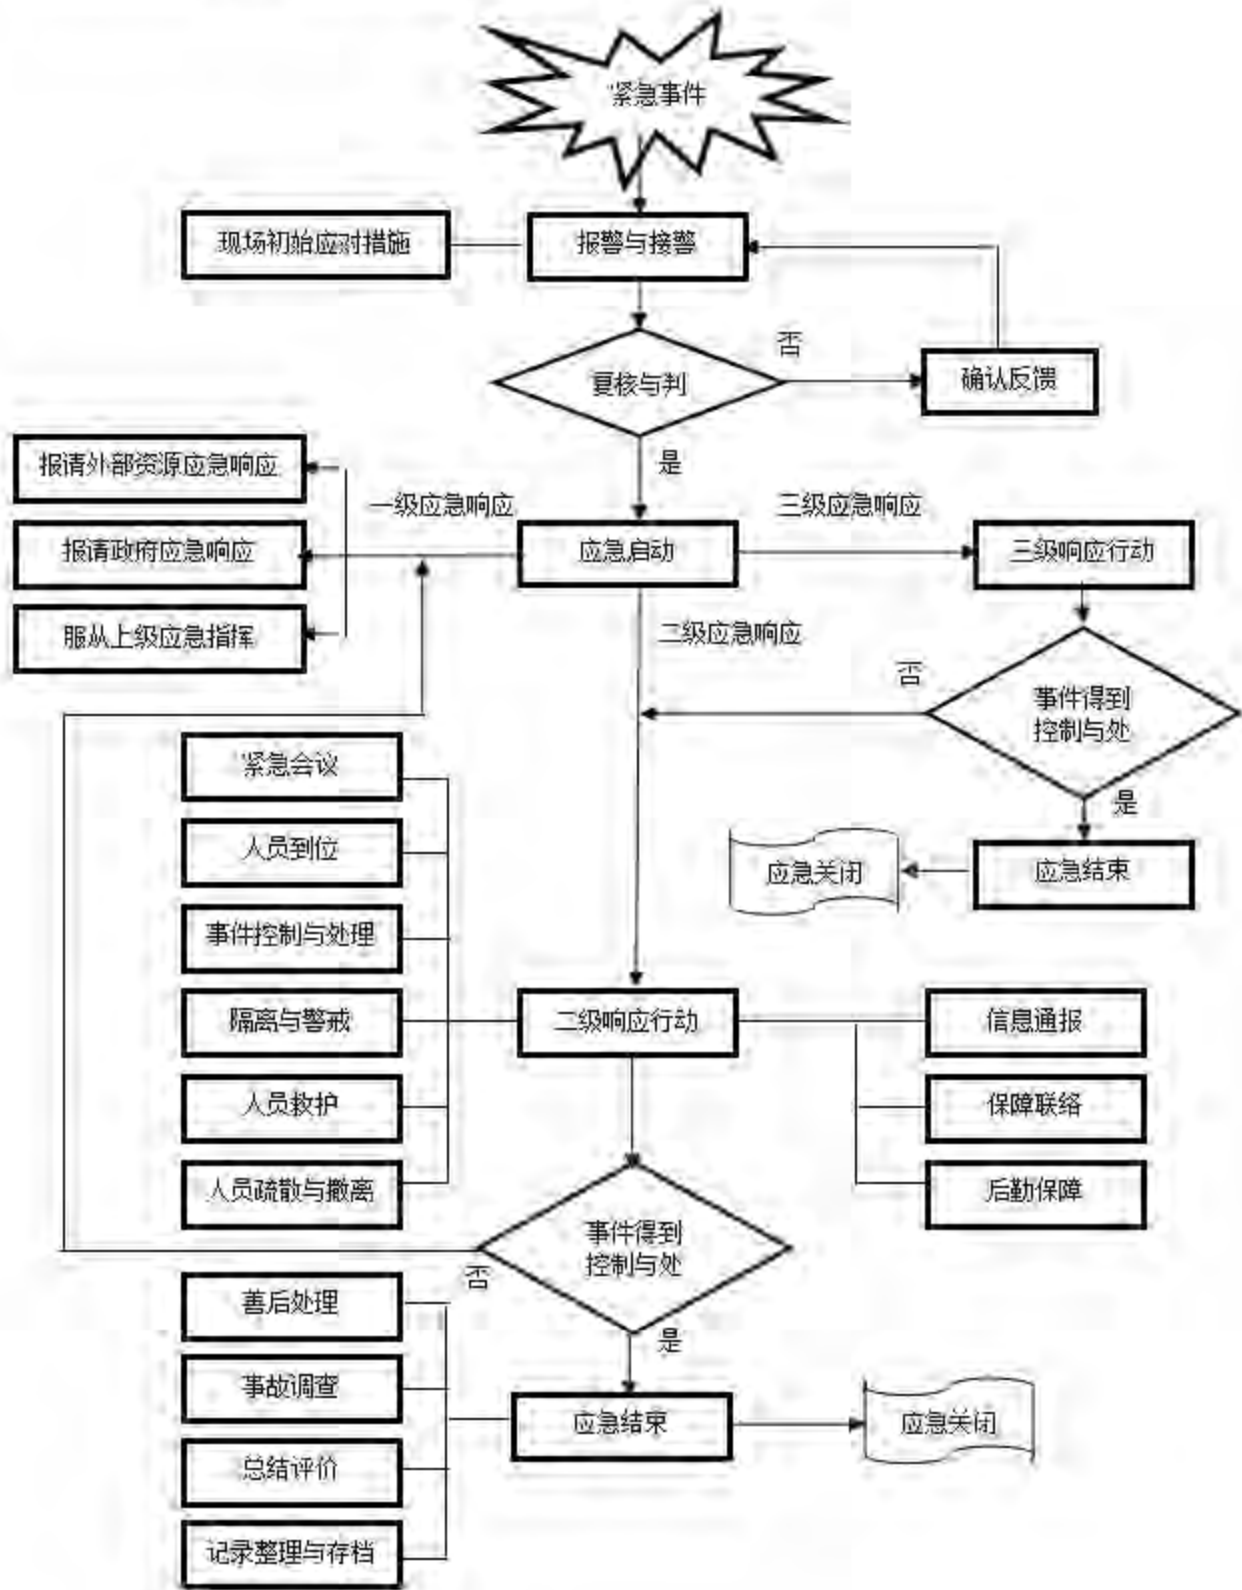 紧急事件
现场初始应对措施
报警与接警
否
复核与判
确认反馈
是
报请外部资源应急响应
一级应急响应
三级应急响应
报请政府应急响应
应急启动
三级响应行动
服从上级应急指挥
二级应急响应
否
事件得到
控制与处
紧急会议
是
人员到位
应急关闭
应急结束
事件控制与处理
隔离与警戒
二级响应行动
信息通报
人员救护
保障联络
人员疏散与撤离
后勤保障
事件得到
控制与处
否
善后处理
是
事故调查
应急结束
应急关闭
总结评价
记录整理与存档